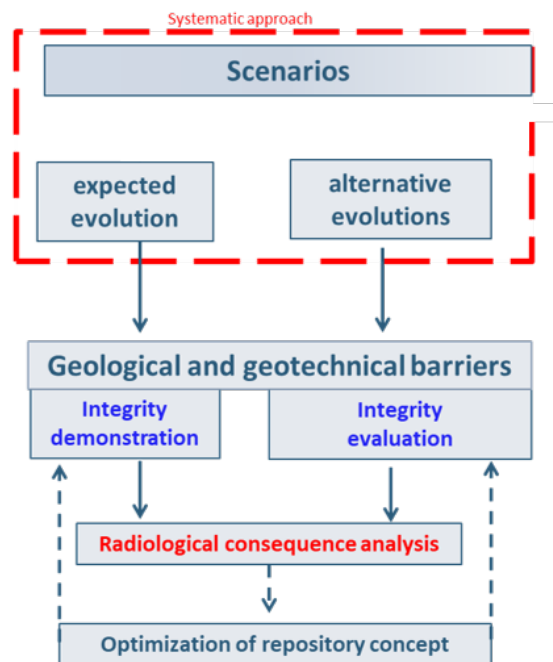 Systematic approach
Scenarios
expected
evolution
alternative
evolutions
Geological and geotechnical barriers
Integrity
demonstration
Integrity
evaluation
Radiological consequence analysis
Optimization of repository concept